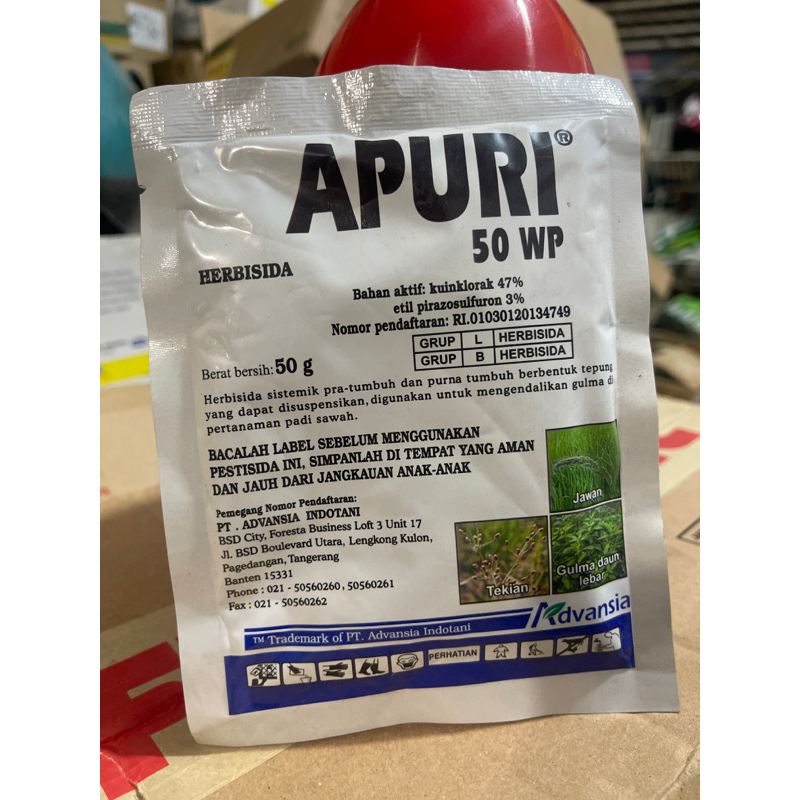 APURI®
50 WP
HERBISIDA
Bahan aktif: kuinklorak 47%
etil pirazosulfuron 3%
Nomor pendaftaran: RI.01030120134749
GRUP L HERBISIDA
GRUP B HERBISIDA
Berat bersih: 50 g
Herbisida sistemik pra-tumbuh dan purna tumbuh berbentuk tepung
yang dapat disuspensikan, digunakan untuk mengendalikan gulma di
pertanaman padi sawah.
BACALAH LABEL SEBELUM MENGGUNAKAN
PESTISIDA INI, SIMPANLAH DI TEMPAT YANG AMAN
DAN JAUH DARI JANGKAUAN ANAK-ANAK
Jawan
Tekian
Gulma daun
lebar
Pemegang Nomor Pendaftaran:
PT . ADVANSIA INDOTANI
BSD City, Foresta Business Loft 3 Unit 17
Jl. BSD Boulevard Utara, Lengkong Kulon,
Pagedangan, Tangerang
Banten 15331
Phone : 021 - 50560260, 50560261
Fax : 021 - 50560262
Advansia
TM Trademark of PT. Advansia Indotani
PERHATIAN